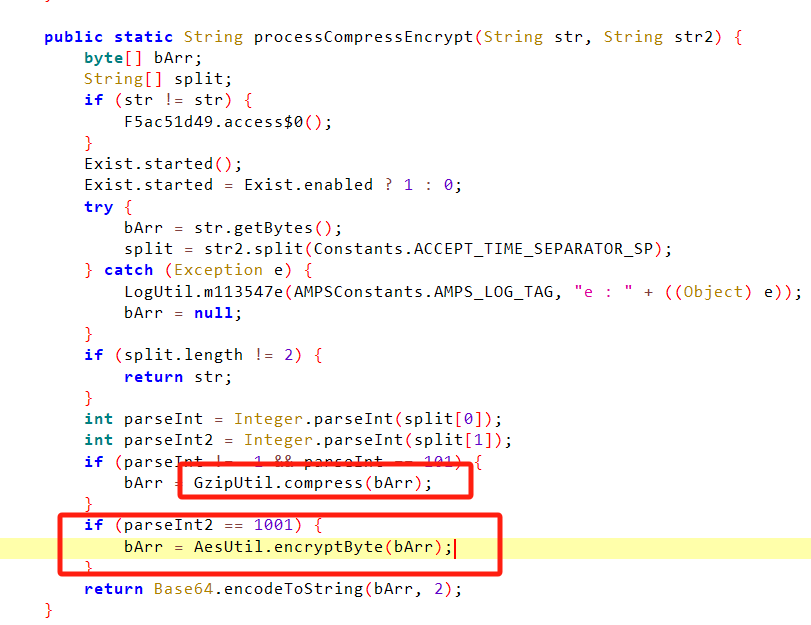 public static String processCompressEncrypt(String str, String str2) {
byte[] bArr;
String[] split;
if (str != str) {
F5ac51d49.access$0();
}
Exist.started();
Exist.started = Exist.enabled ? 1 : 0;
try {
bArr = str.getBytes();
split = str2.split(Constants.ACCEPT_TIME_SEPARATOR_SP);
} catch (Exception e) {
LogUtil.m113547e(AMPSConstants.AMPS_LOG_TAG, "e : " + ((Object) e));
bArr = null;
}
if (split.length != 2) {
return str;
}
int parseInt = Integer.parseInt(split[0]);
int parseInt2 = Integer.parseInt(split[1]);
if (parseInt != 1 && parseInt == 101) {
bArr = GzipUtil.compress(bArr);
}
if (parseInt2 == 1001) {
bArr = AesUtil.encryptByte(bArr);
}
return Base64.encodeToString(bArr, 2);
}